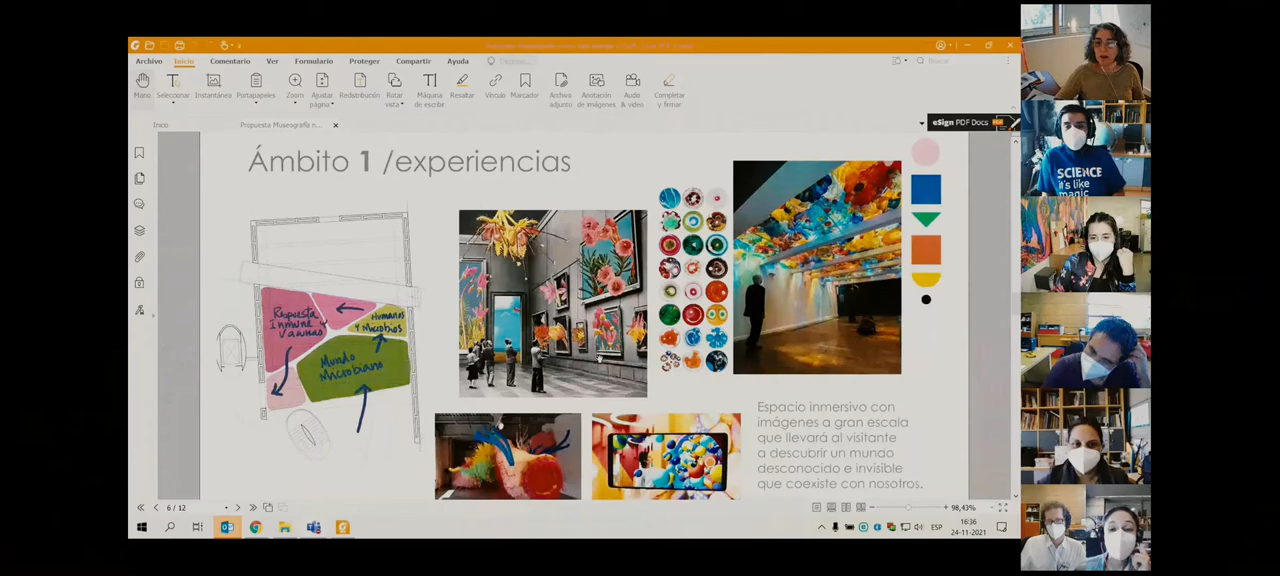 Archivo Inicio Comentario Ver Formulario Proteger Compartir Ayuda
Buscar
Mano
Seleccionar
Instantánea
Portapapeles
Zoom
Ajustar
página
Redistribución
Rotar
vista
Máquina
de escribir
Resaltar
Vínculo
Marcador
Archivo
adjunto
Anotación
de imágenes
Audio
& video
Completar
y firmar
Inicio
Propuesta Museografía n...
eSign PDF Docs
Ámbito 1 /experiencias
Respuesta
Inmune y
Vacunas
Humanos
y Microbios
Mundo
Microbiano
Espacio inmersivo con
imágenes a gran escala
que llevará al visitante
a descubrir un mundo
desconocido e invisible
que coexiste con nosotros.
6 / 12
98,43%
ESP
16:36
24-11-2021
SCIENCE
it's like
magic